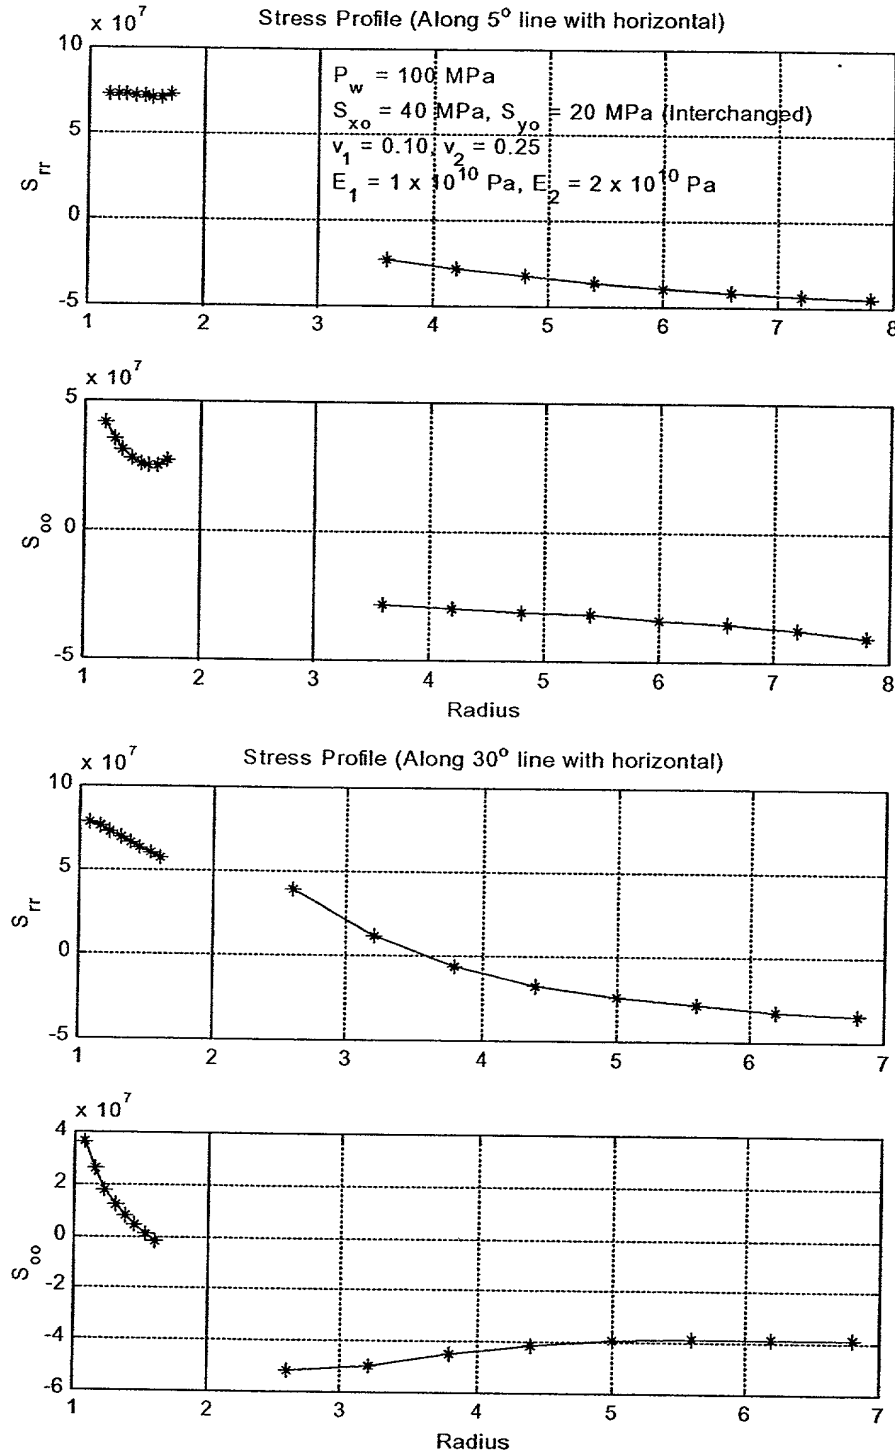 Stress Profile (Along 5° line with horizontal)
x 10^7
10
5
0
-5
S_rr
P_w = 100 MPa
S_xo = 40 MPa, S_yo = 20 MPa (Interchanged)
v_1 = 0.10, v_2 = 0.25
E_1 = 1 x 10^10 Pa, E_2 = 2 x 10^10 Pa
1 2 3 4 5 6 7 8
x 10^7
5
0
-5
S_oo
1 2 3 4 5 6 7 8
Radius
Stress Profile (Along 30° line with horizontal)
x 10^7
10
5
0
-5
S_rr
1 2 3 4 5 6 7
x 10^7
4
2
0
-2
-4
-6
S_oo
1 2 3 4 5 6 7
Radius